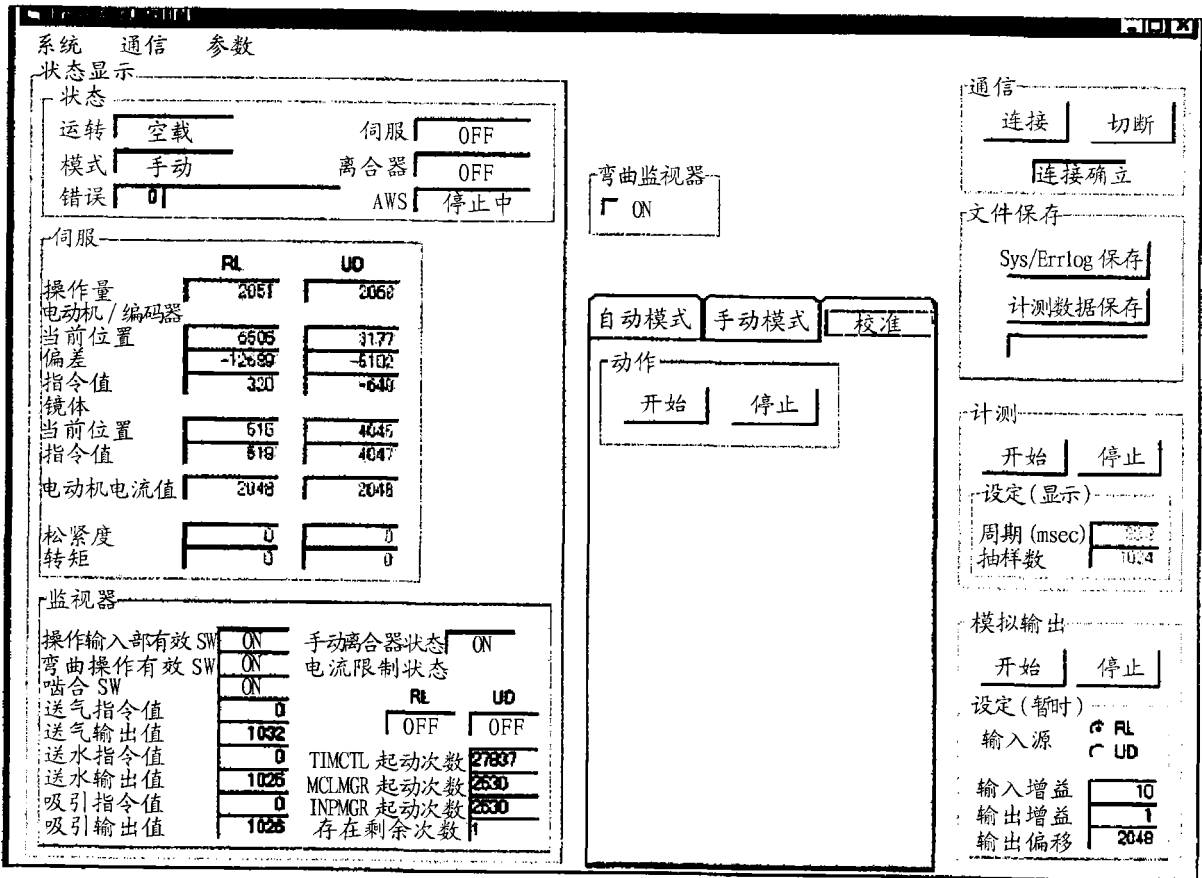 系统 通信 参数
状态显示
状态
运转 空载 伺服 OFF
模式 手动 离合器 OFF
错误 0 AWS 停止中
伺服
RL UD
操作量 2051
电动机/编码器
当前位置 6505 3177
偏差 -5102
指令值 330 -640
镜体
当前位置 516 4045
指令值 519 4047
电动机电流值 2048 2048
松紧度 0 0
转矩 0 0
监视器
操作输入部有效SW ON
弯曲操作有效SW ON
啮合SW ON
送气指令值 0
送气输出值 1032
送水指令值 0
送水输出值 1026
吸引指令值 0
吸引输出值 1026
手动离合器状态 ON
电流限制状态
RL UD
OFF OFF
TIMCTL 起动次数 27837
MCLMGR 起动次数 2530
INPMGR 起动次数 2530
存在剩余次数 1
弯曲监视器
ON
自动模式 手动模式 校准
动作
开始 停止
通信
连接 切断
连接确立
文件保存
Sys/Errlog 保存
计测数据保存
计测
开始 停止
设定(显示)
周期(msec)
抽样数 1024
模拟输出
开始 停止
设定(暂时)
输入源 RL
UD
输入增益 10
输出增益 1
输出偏移 2048